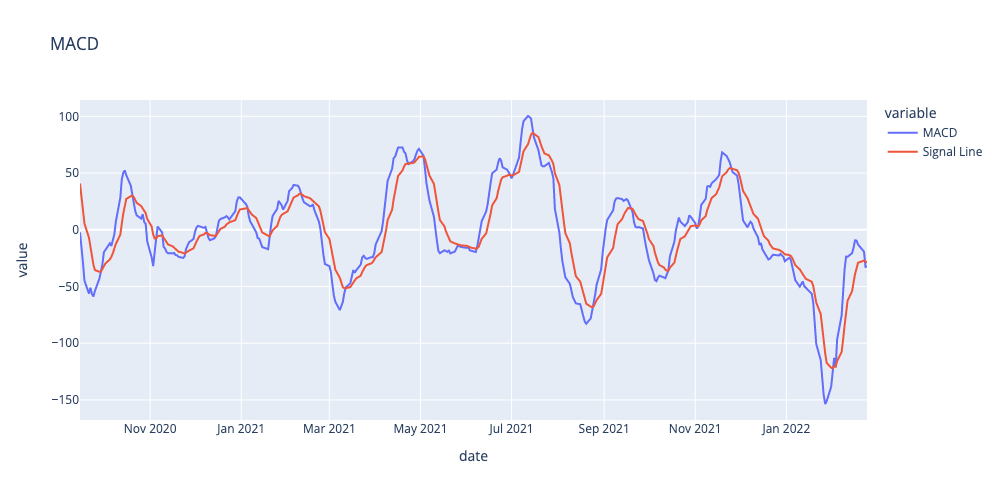 MACD
variable
MACD
Signal Line
value
100
50
0
−50
−100
−150
Nov 2020 Jan 2021 Mar 2021 May 2021 Jul 2021 Sep 2021 Nov 2021 Jan 2022
date